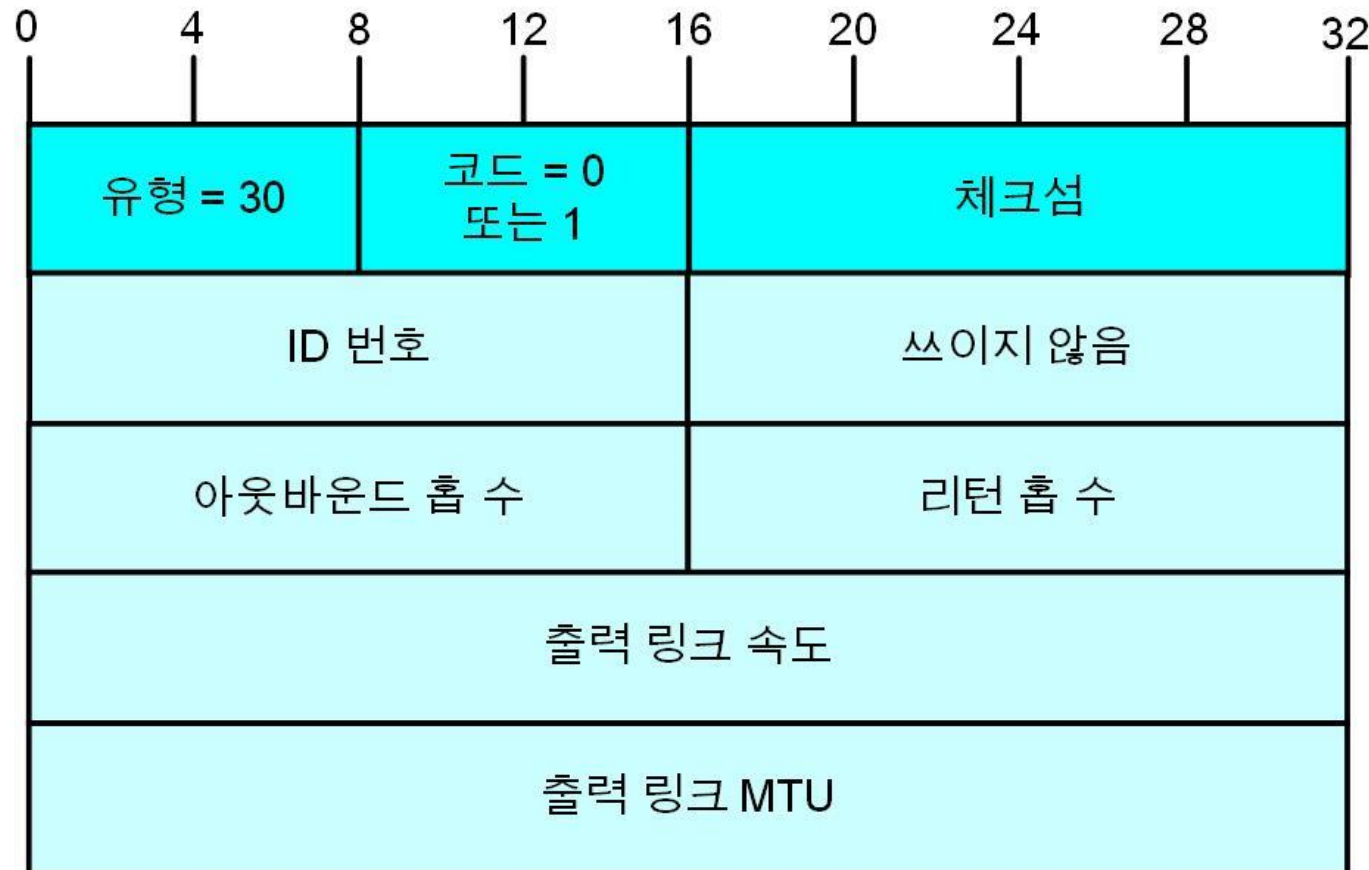 0 4 8 12 16 20 24 28 32
유형 = 30
코드 = 0
또는 1
체크섬
ID 번호
쓰이지 않음
아웃바운드 홉 수
리턴 홉 수
출력 링크 속도
출력 링크 MTU